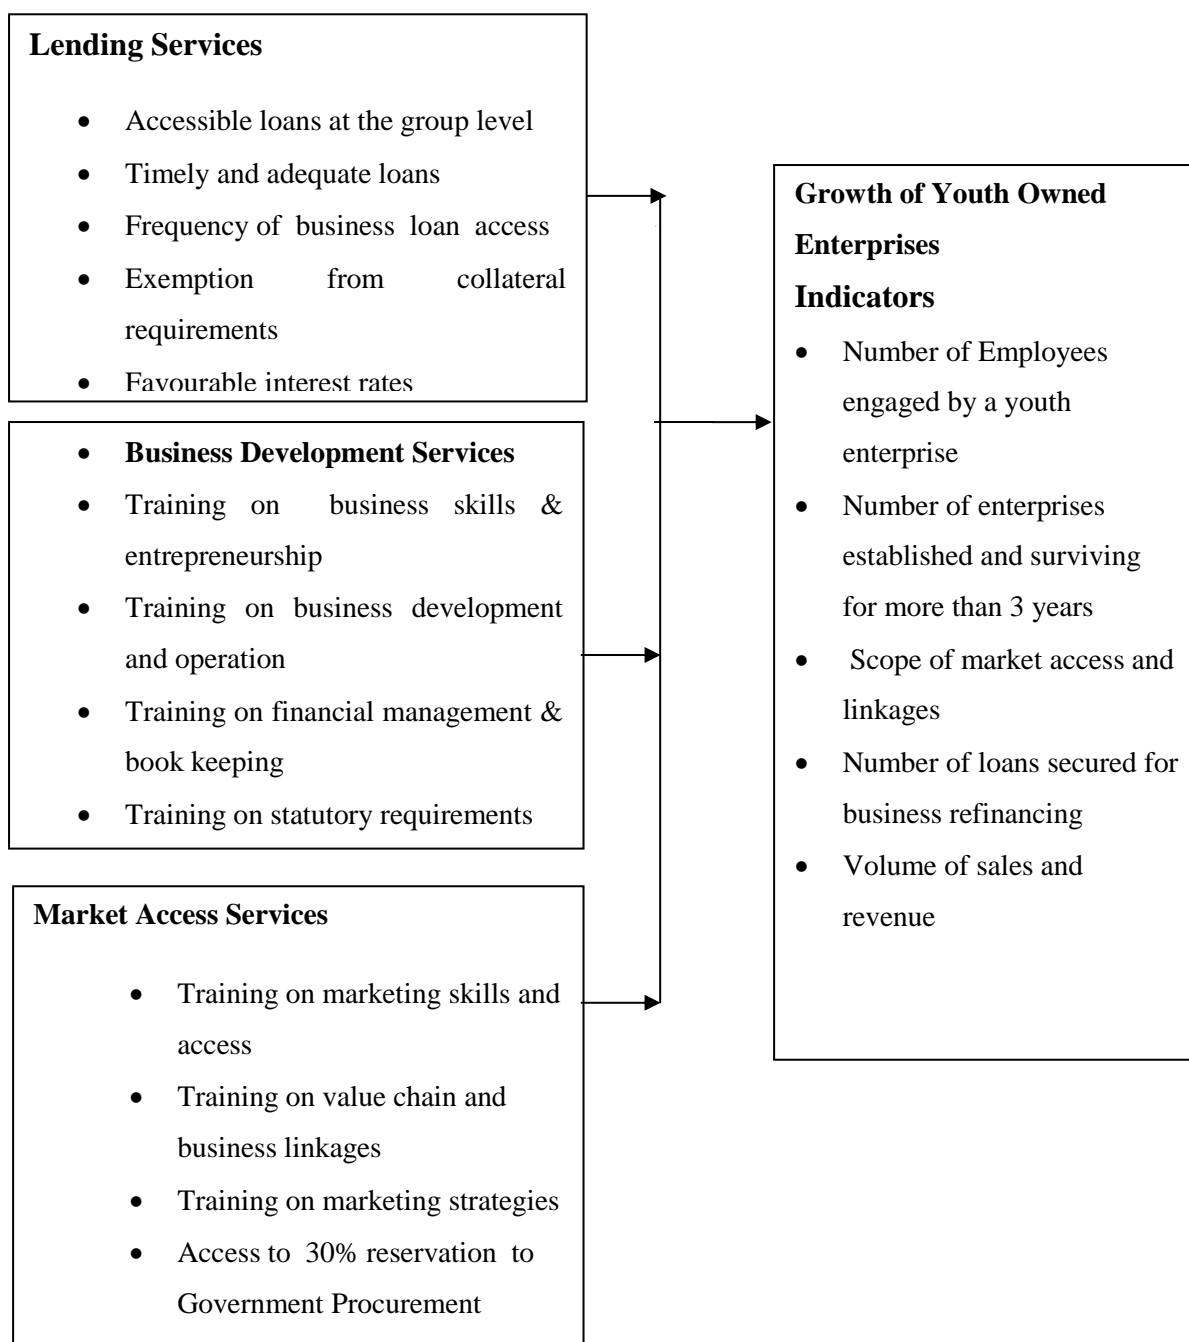 Lending Services
• Accessible loans at the group level
• Timely and adequate loans
• Frequency of business loan access
• Exemption from collateral
requirements
• Favourable interest rates
• Business Development Services
• Training on business skills &
entrepreneurship
• Training on business development
and operation
• Training on financial management &
book keeping
• Training on statutory requirements
Market Access Services
• Training on marketing skills and
access
• Training on value chain and
business linkages
• Training on marketing strategies
• Access to 30% reservation to
Government Procurement
Growth of Youth Owned
Enterprises
Indicators
• Number of Employees
engaged by a youth
enterprise
• Number of enterprises
established and surviving
for more than 3 years
• Scope of market access and
linkages
• Number of loans secured for
business refinancing
• Volume of sales and
revenue